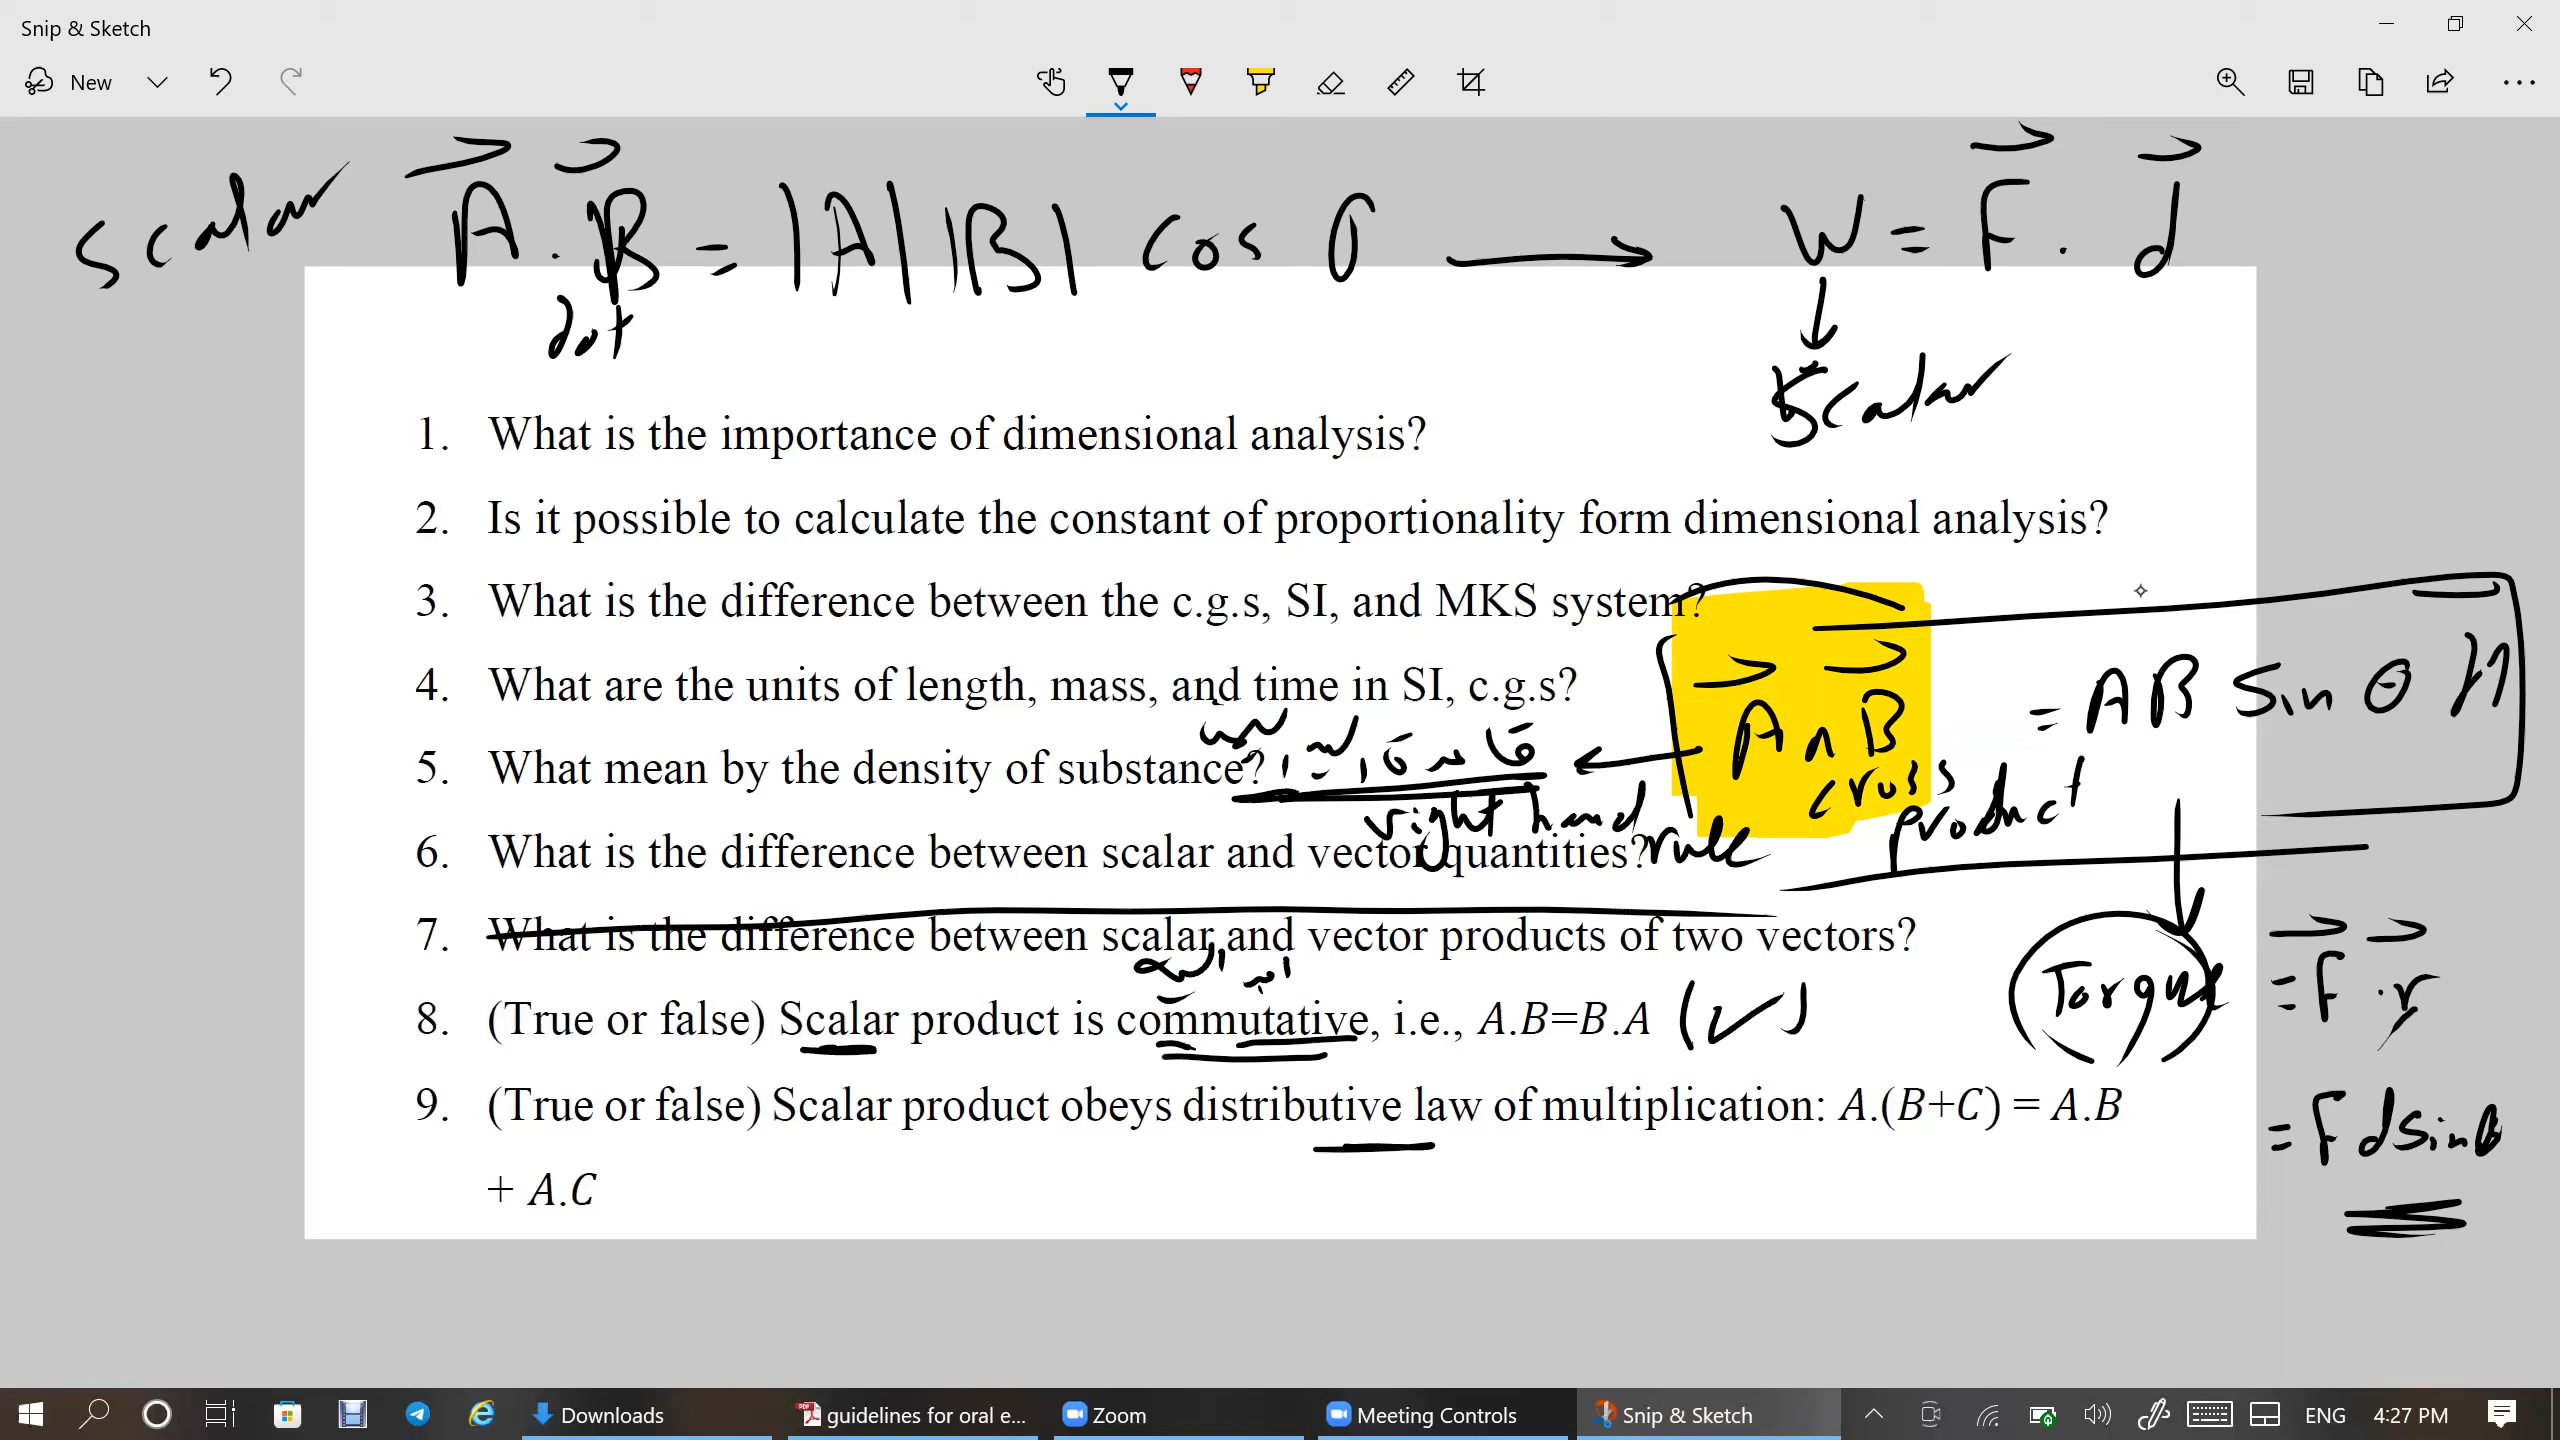 Snip & Sketch
New
scalar A . B = |A| |B| cos θ → W = F . d
dot
scalar
1. What is the importance of dimensional analysis?
2. Is it possible to calculate the constant of proportionality form dimensional analysis?
3. What is the difference between the c.g.s, SI, and MKS system?
4. What are the units of length, mass, and time in SI, c.g.s?
A ∧ B = AB Sin θ n
5. What mean by the density of substance?
cross product
right hand rule
6. What is the difference between scalar and vector quantities?
7. What is the difference between scalar and vector products of two vectors?
Torque = F . r
8. (True or false) Scalar product is commutative, i.e., A.B=B.A (✓)
9. (True or false) Scalar product obeys distributive law of multiplication: A.(B+C) = A.B
= F d sin θ
+ A.C
Downloads
guidelines for oral e...
Zoom
Meeting Controls
Snip & Sketch
ENG
4:27 PM